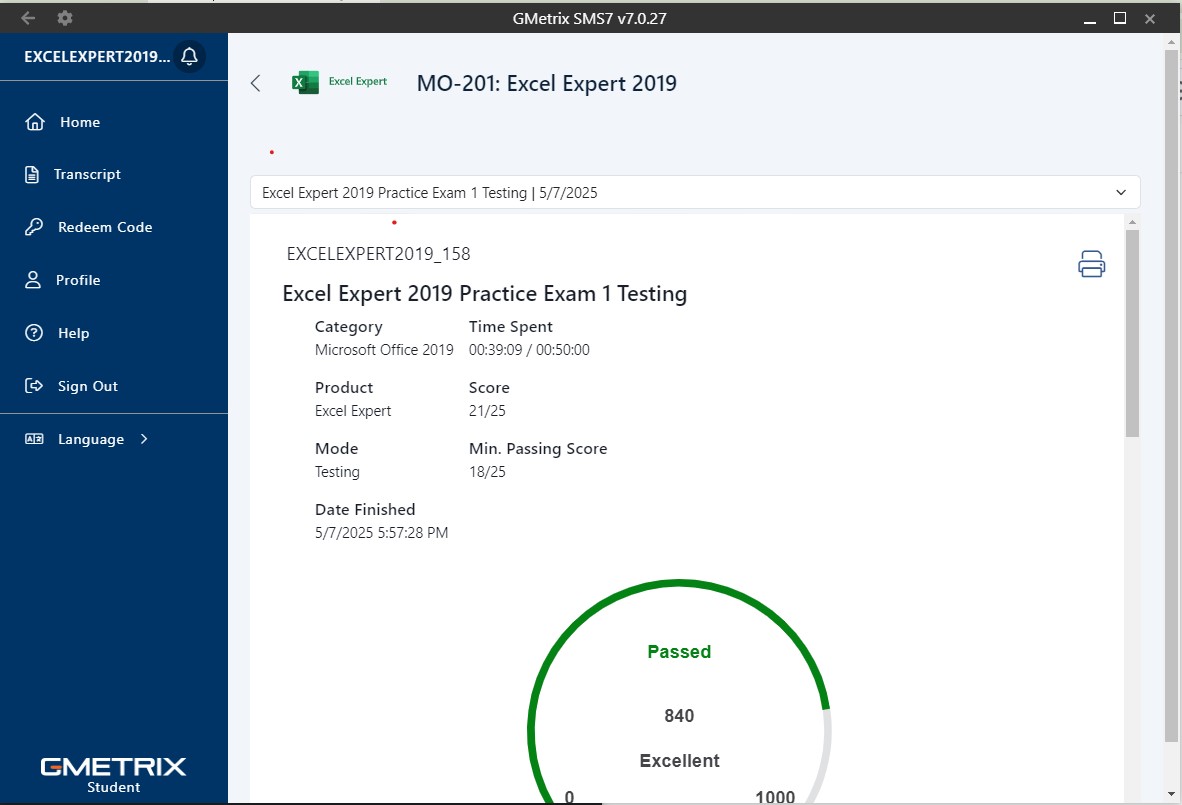 GMetrix SMS7 v7.0.27
EXCELEXPERT2019...
Home
Transcript
Redeem Code
Profile
Help
Sign Out
Language
GMETRIX
Student
Excel Expert
MO-201: Excel Expert 2019
Excel Expert 2019 Practice Exam 1 Testing | 5/7/2025
EXCELEXPERT2019_158
Excel Expert 2019 Practice Exam 1 Testing
Category Time Spent
Microsoft Office 2019 00:39:09 / 00:50:00
Product Score
Excel Expert 21/25
Mode Min. Passing Score
Testing 18/25
Date Finished
5/7/2025 5:57:28 PM
Passed
840
Excellent
0 1000